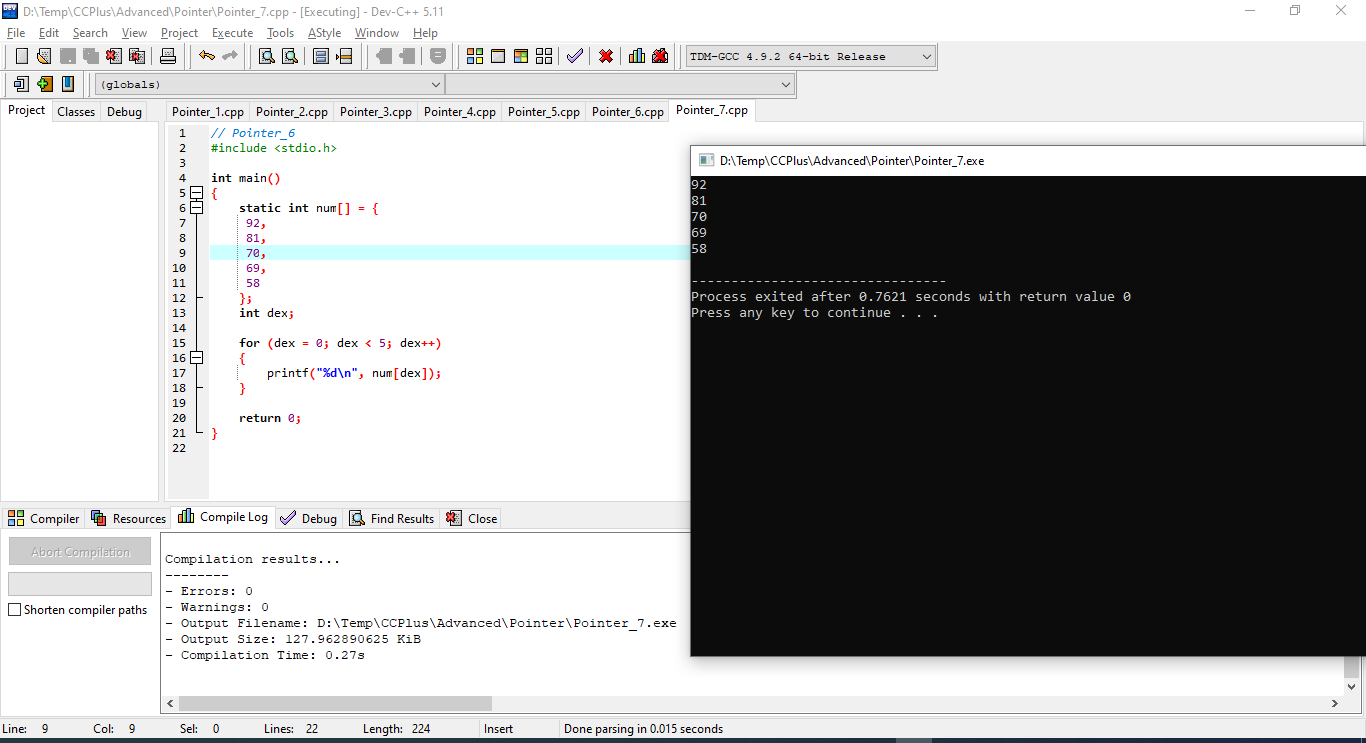 D:\Temp\CCPlus\Advanced\Pointer\Pointer_7.cpp - [Executing] - Dev-C++ 5.11
File Edit Search View Project Execute Tools AStyle Window Help
TDM-GCC 4.9.2 64-bit Release
(globals)
Project Classes Debug Pointer_1.cpp Pointer_2.cpp Pointer_3.cpp Pointer_4.cpp Pointer_5.cpp Pointer_6.cpp Pointer_7.cpp
1 // Pointer_6
2 #include <stdio.h>
3
4 int main()
5 {
6 static int num[] = {
7 92,
8 81,
9 70,
10 69,
11 58
12 };
13 int dex;
14
15 for (dex = 0; dex < 5; dex++)
16 {
17 printf("%d\n", num[dex]);
18 }
19
20 return 0;
21 }
22
D:\Temp\CCPlus\Advanced\Pointer\Pointer_7.exe
92
81
70
69
58
--------------------------------
Process exited after 0.7621 seconds with return value 0
Press any key to continue . . .
Compiler Resources Compile Log Debug Find Results Close
Abort Compilation
Shorten compiler paths
Compilation results...
--------
- Errors: 0
- Warnings: 0
- Output Filename: D:\Temp\CCPlus\Advanced\Pointer\Pointer_7.exe
- Output Size: 127.962890625 KiB
- Compilation Time: 0.27s
Line: 9 Col: 9 Sel: 0 Lines: 22 Length: 224 Insert Done parsing in 0.015 seconds